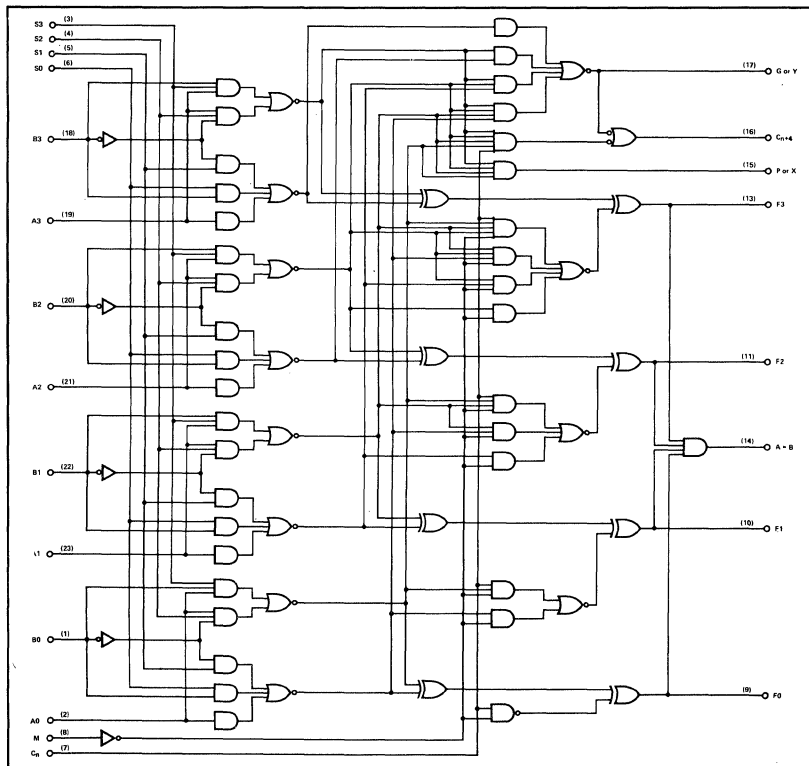 S3 (3)
S2 (4)
S1 (5)
S0 (6)
B3 (18)
A3 (19)
B2 (20)
A2 (21)
B1 (22)
A1 (23)
B0 (1)
A0 (2)
M (8)
Cn (7)
(17) G or Y
(16) Cn+4
(15) P or X
(13) F3
(11) F2
(14) A = B
(10) F1
(9) F0